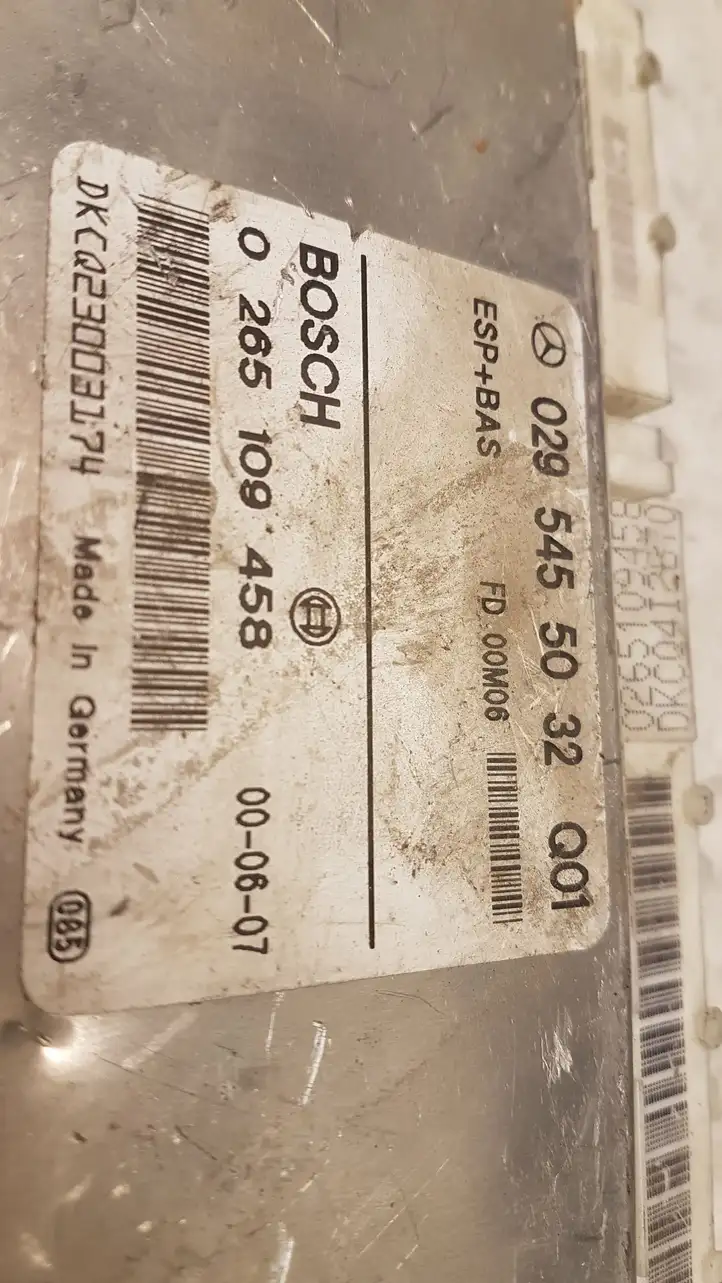 029 545 50 32 Q01
ESP+BAS FD 00M06
BOSCH
0 265 109 458 00-06-07
DKCQ23003174 Made In Germany 085
0265109458